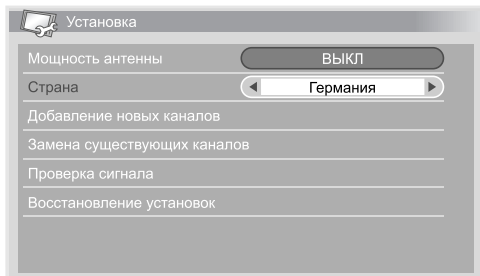 Установка
Мощность антенны ВЫКЛ
Страна Германия
Добавление новых каналов
Замена существующих каналов
Проверка сигнала
Восстановление установок